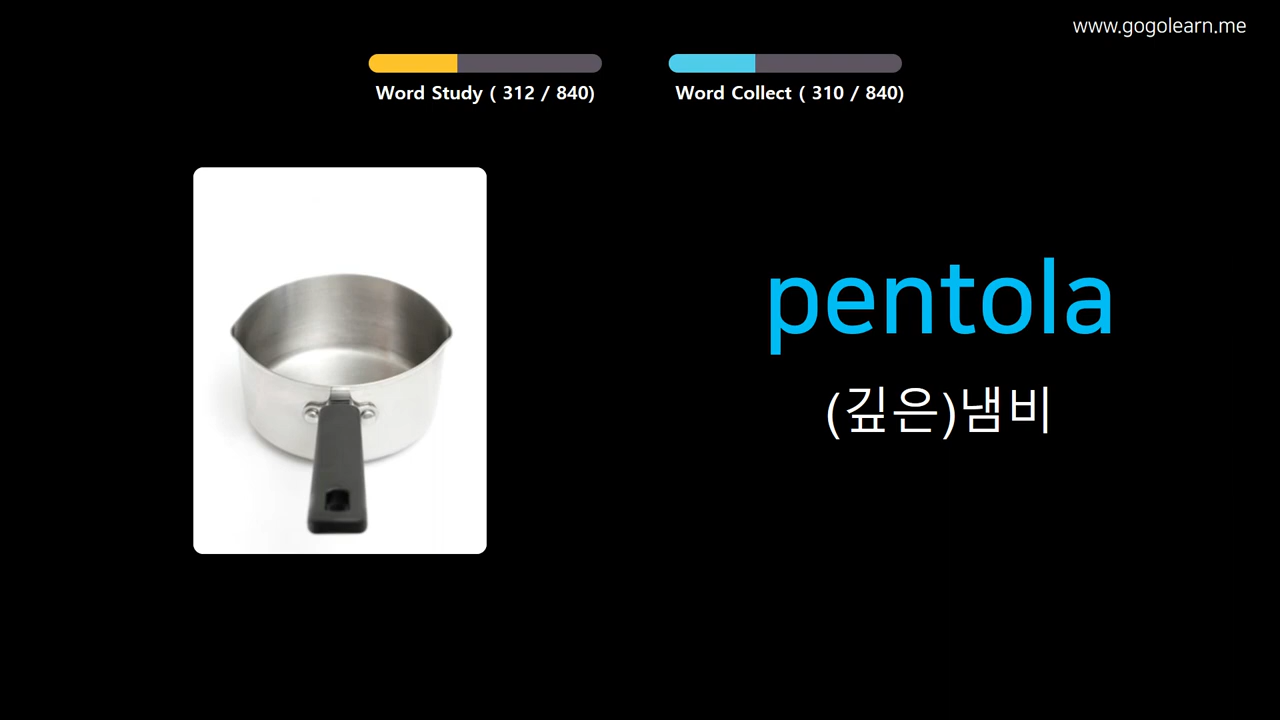 www.gogolearn.me
Word Study ( 312 / 840)
Word Collect ( 310 / 840)
pentola
(깊은)냄비